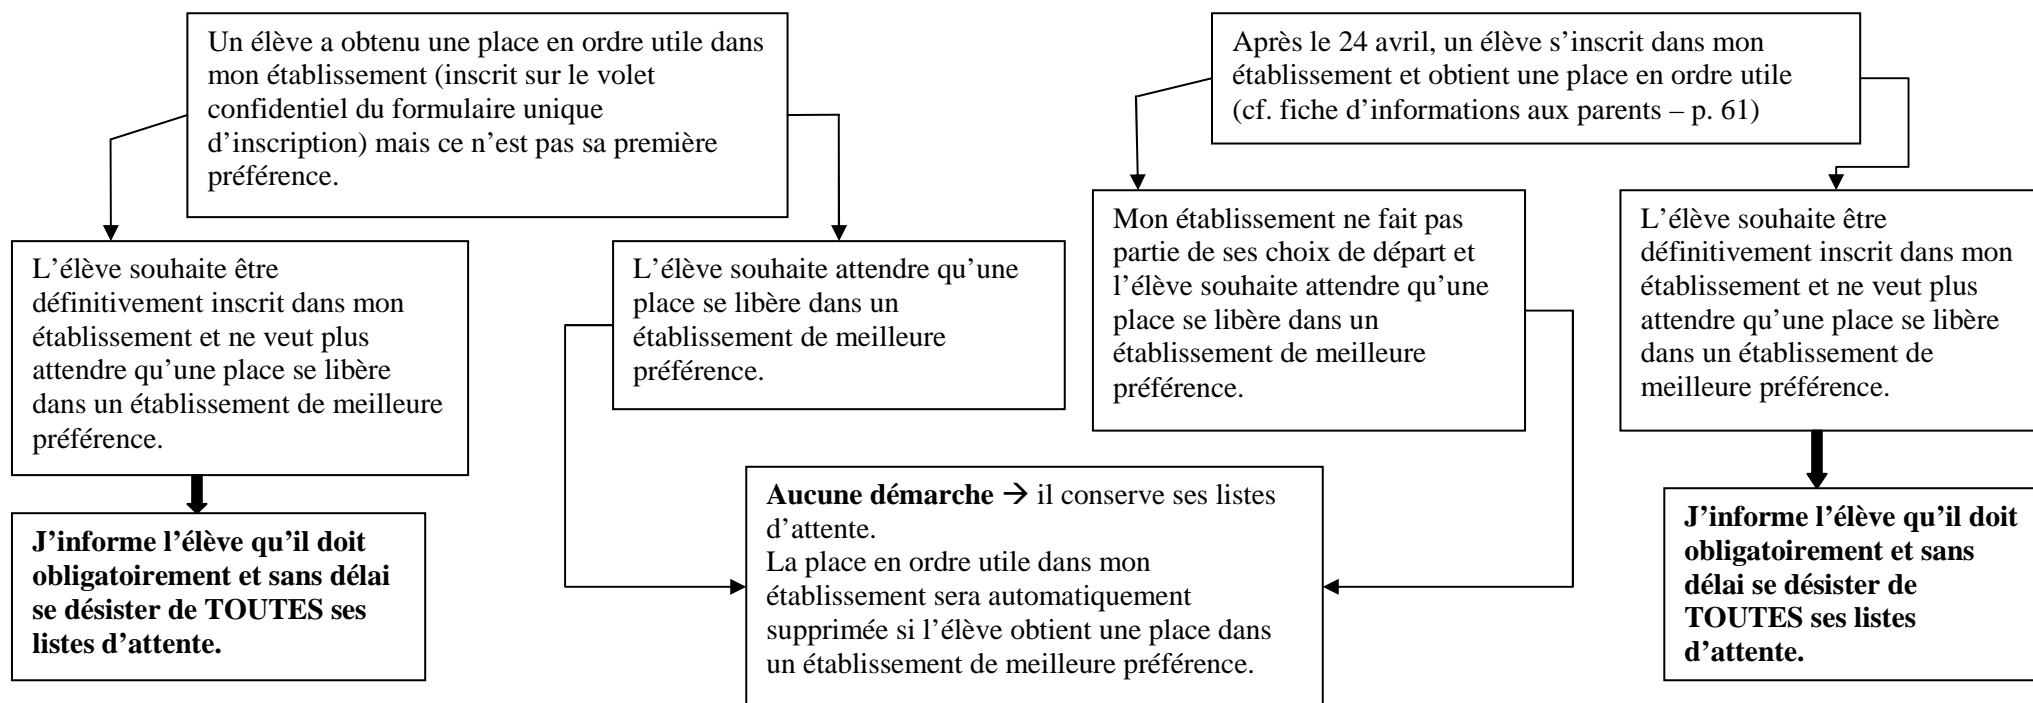 Un élève a obtenu une place en ordre utile dans
mon établissement (inscrit sur le volet
confidentiel du formulaire unique
d’inscription) mais ce n’est pas sa première
préférence.
Après le 24 avril, un élève s’inscrit dans mon
établissement et obtient une place en ordre utile
(cf. fiche d’informations aux parents – p. 61)
L’élève souhaite être
définitivement inscrit dans mon
établissement et ne veut plus
attendre qu’une place se libère
dans un établissement de meilleure
préférence.
L’élève souhaite attendre qu’une
place se libère dans un
établissement de meilleure
préférence.
Mon établissement ne fait pas
partie de ses choix de départ et
l’élève souhaite attendre qu’une
place se libère dans un
établissement de meilleure
préférence.
L’élève souhaite être
définitivement inscrit dans mon
établissement et ne veut plus
attendre qu’une place se libère
dans un établissement de
meilleure préférence.
J’informe l’élève qu’il doit
obligatoirement et sans délai
se désister de TOUTES ses
listes d’attente.
Aucune démarche → il conserve ses listes
d’attente.
La place en ordre utile dans mon
établissement sera automatiquement
supprimée si l’élève obtient une place dans
un établissement de meilleure préférence.
J’informe l’élève qu’il doit
obligatoirement et sans
délai se désister de
TOUTES ses listes
d’attente.